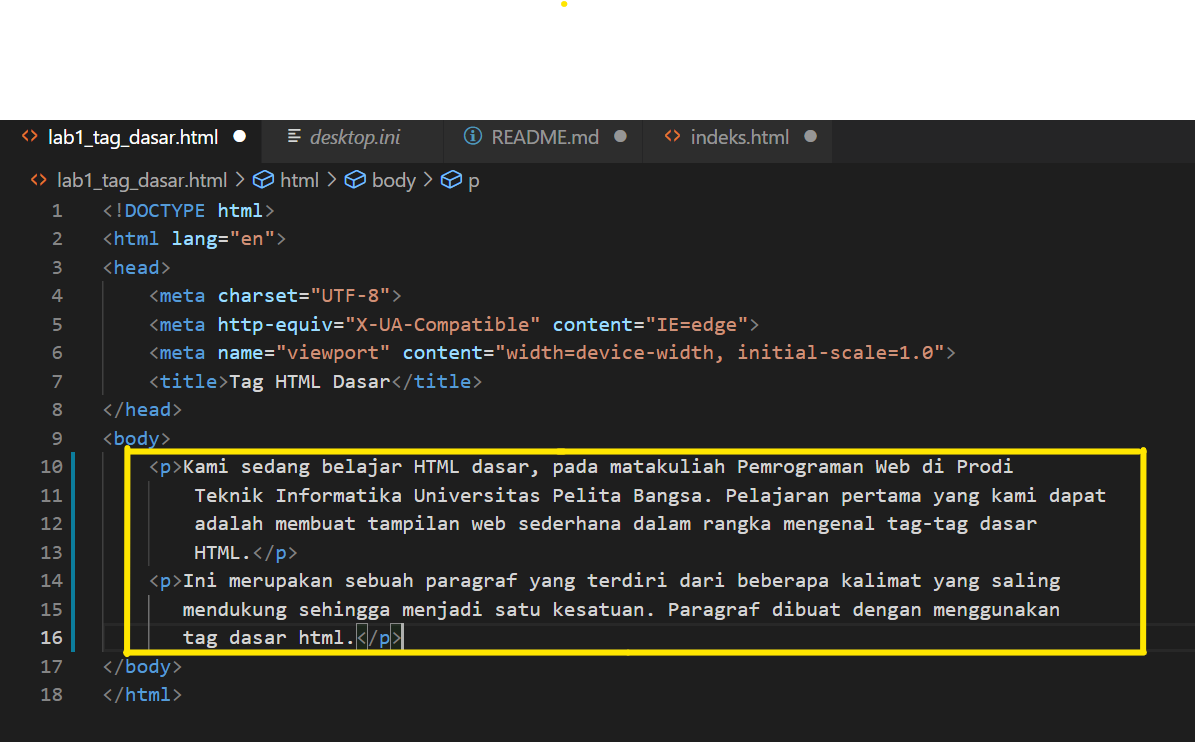 lab1_tag_dasar.html desktop.ini README.md indeks.html
lab1_tag_dasar.html > html > body > p
1 <!DOCTYPE html>
2 <html lang="en">
3 <head>
4 <meta charset="UTF-8">
5 <meta http-equiv="X-UA-Compatible" content="IE=edge">
6 <meta name="viewport" content="width=device-width, initial-scale=1.0">
7 <title>Tag HTML Dasar</title>
8 </head>
9 <body>
10 <p>Kami sedang belajar HTML dasar, pada matakuliah Pemrograman Web di Prodi
11 Teknik Informatika Universitas Pelita Bangsa. Pelajaran pertama yang kami dapat
12 adalah membuat tampilan web sederhana dalam rangka mengenal tag-tag dasar
13 HTML.</p>
14 <p>Ini merupakan sebuah paragraf yang terdiri dari beberapa kalimat yang saling
15 mendukung sehingga menjadi satu kesatuan. Paragraf dibuat dengan menggunakan
16 tag dasar html.</p>
17 </body>
18 </html>